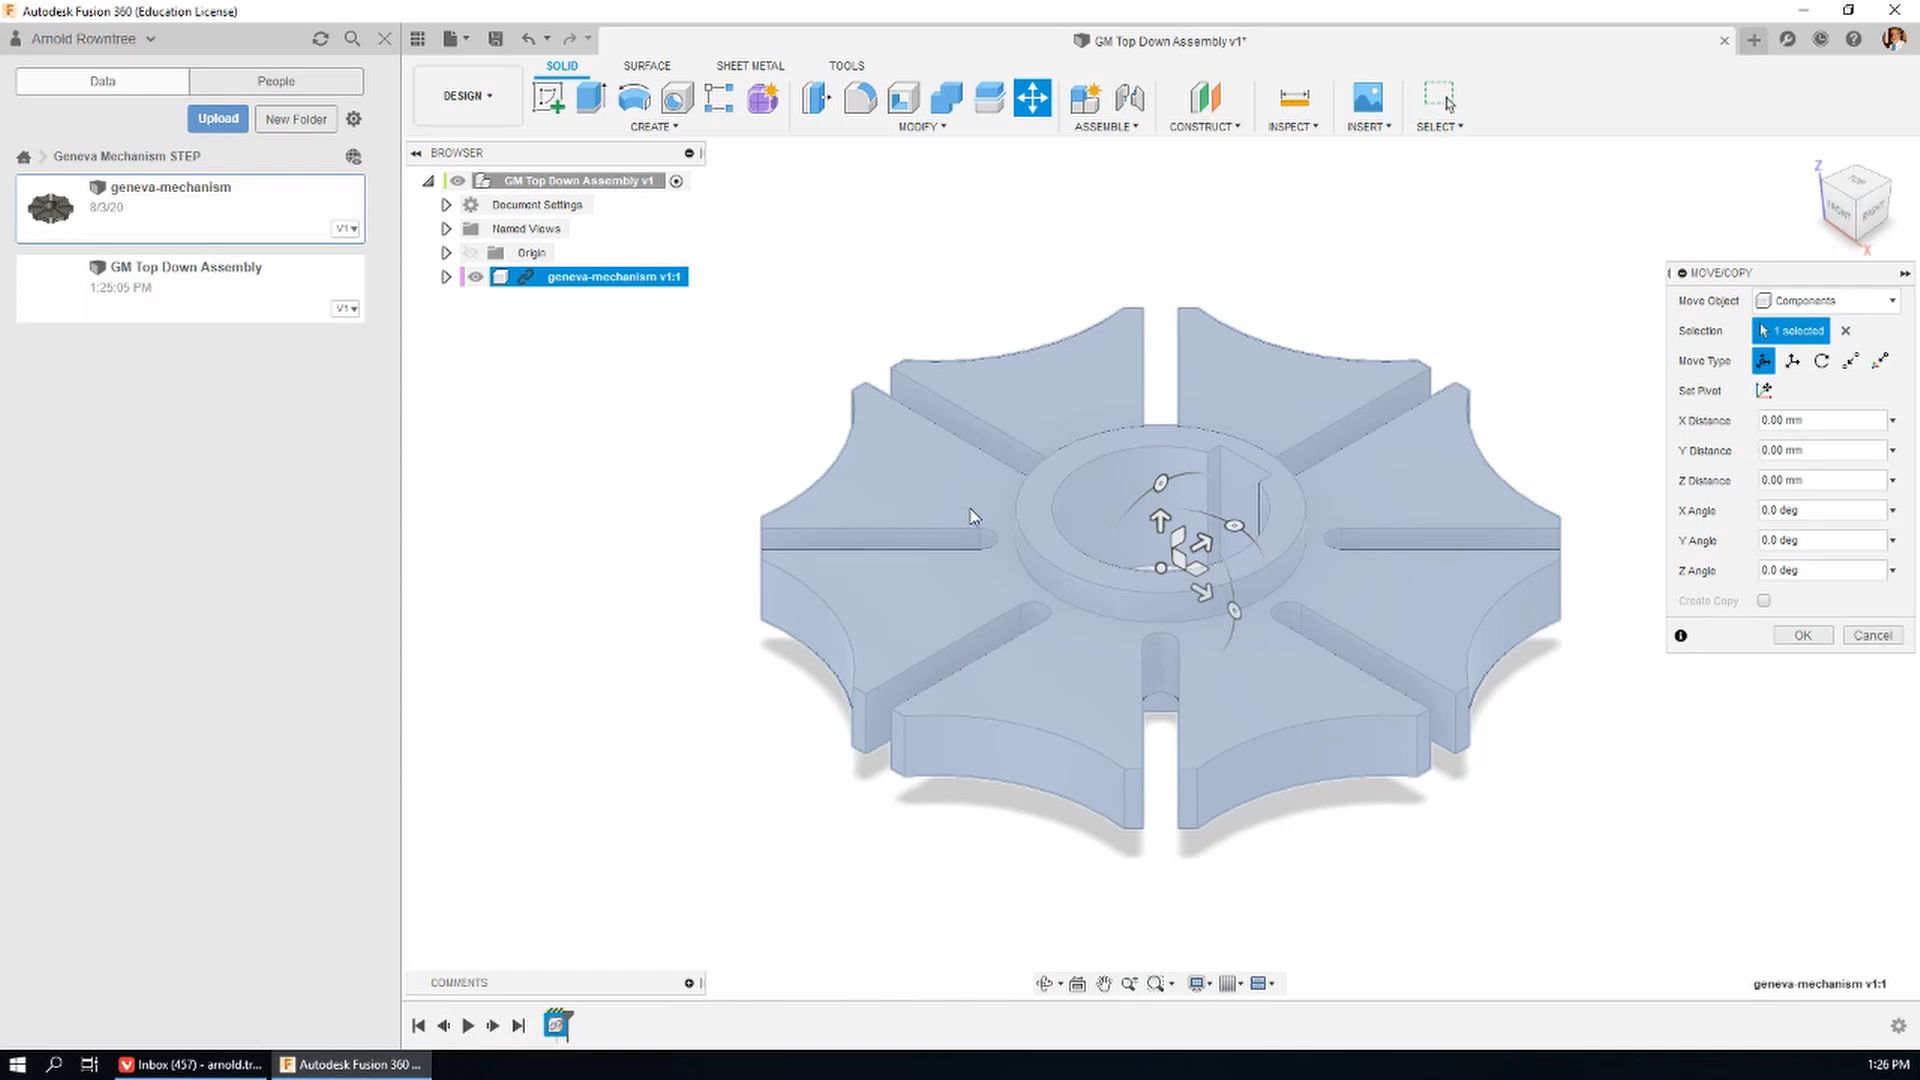 Autodesk Fusion 360 (Education License)
Arnold Rowntree
GM Top Down Assembly v1*
Data
People
Upload
New Folder
Geneva Mechanism STEP
geneva-mechanism
8/3/20
V1
GM Top Down Assembly
1:25:05 PM
V1
DESIGN
SOLID
SURFACE
SHEET METAL
TOOLS
CREATE
MODIFY
ASSEMBLE
CONSTRUCT
INSPECT
INSERT
SELECT
BROWSER
GM Top Down Assembly v1
Document Settings
Named Views
Origin
geneva-mechanism v1:1
Z
TOP
FRONT
RIGHT
X
MOVE/COPY
Move Object
Components
Selection
1 selected
Move Type
Set Pivot
X Distance
0.00 mm
Y Distance
0.00 mm
Z Distance
0.00 mm
X Angle
0.0 deg
Y Angle
0.0 deg
Z Angle
0.0 deg
Create Copy
OK
Cancel
COMMENTS
geneva-mechanism v1:1
Inbox (457) - arnold.tr...
Autodesk Fusion 360 ...
1:26 PM